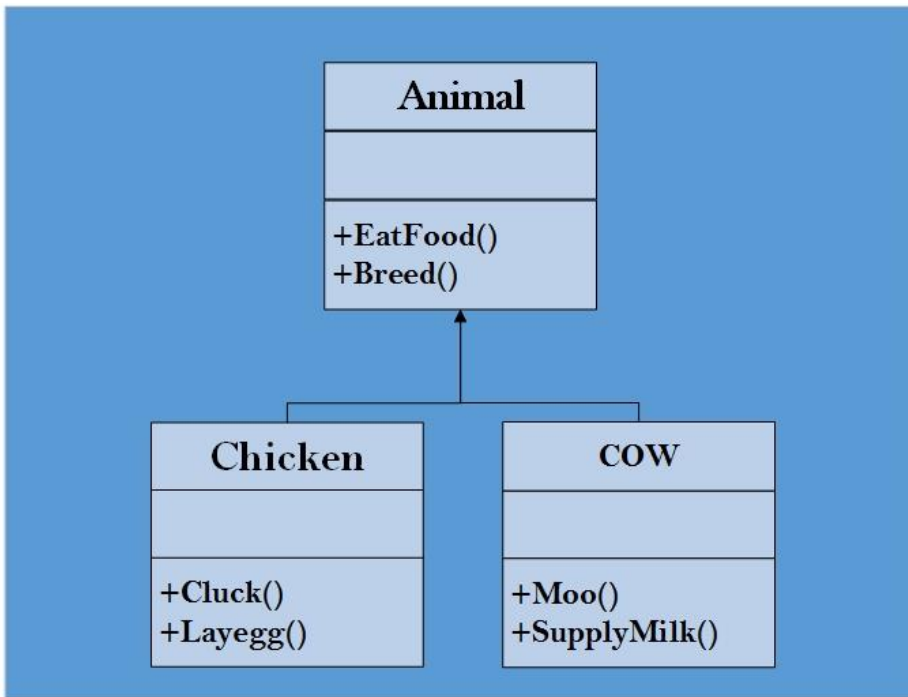 Animal
+EatFood()
+Breed()
Chicken
+Cluck()
+Layegg()
COW
+Moo()
+SupplyMilk()